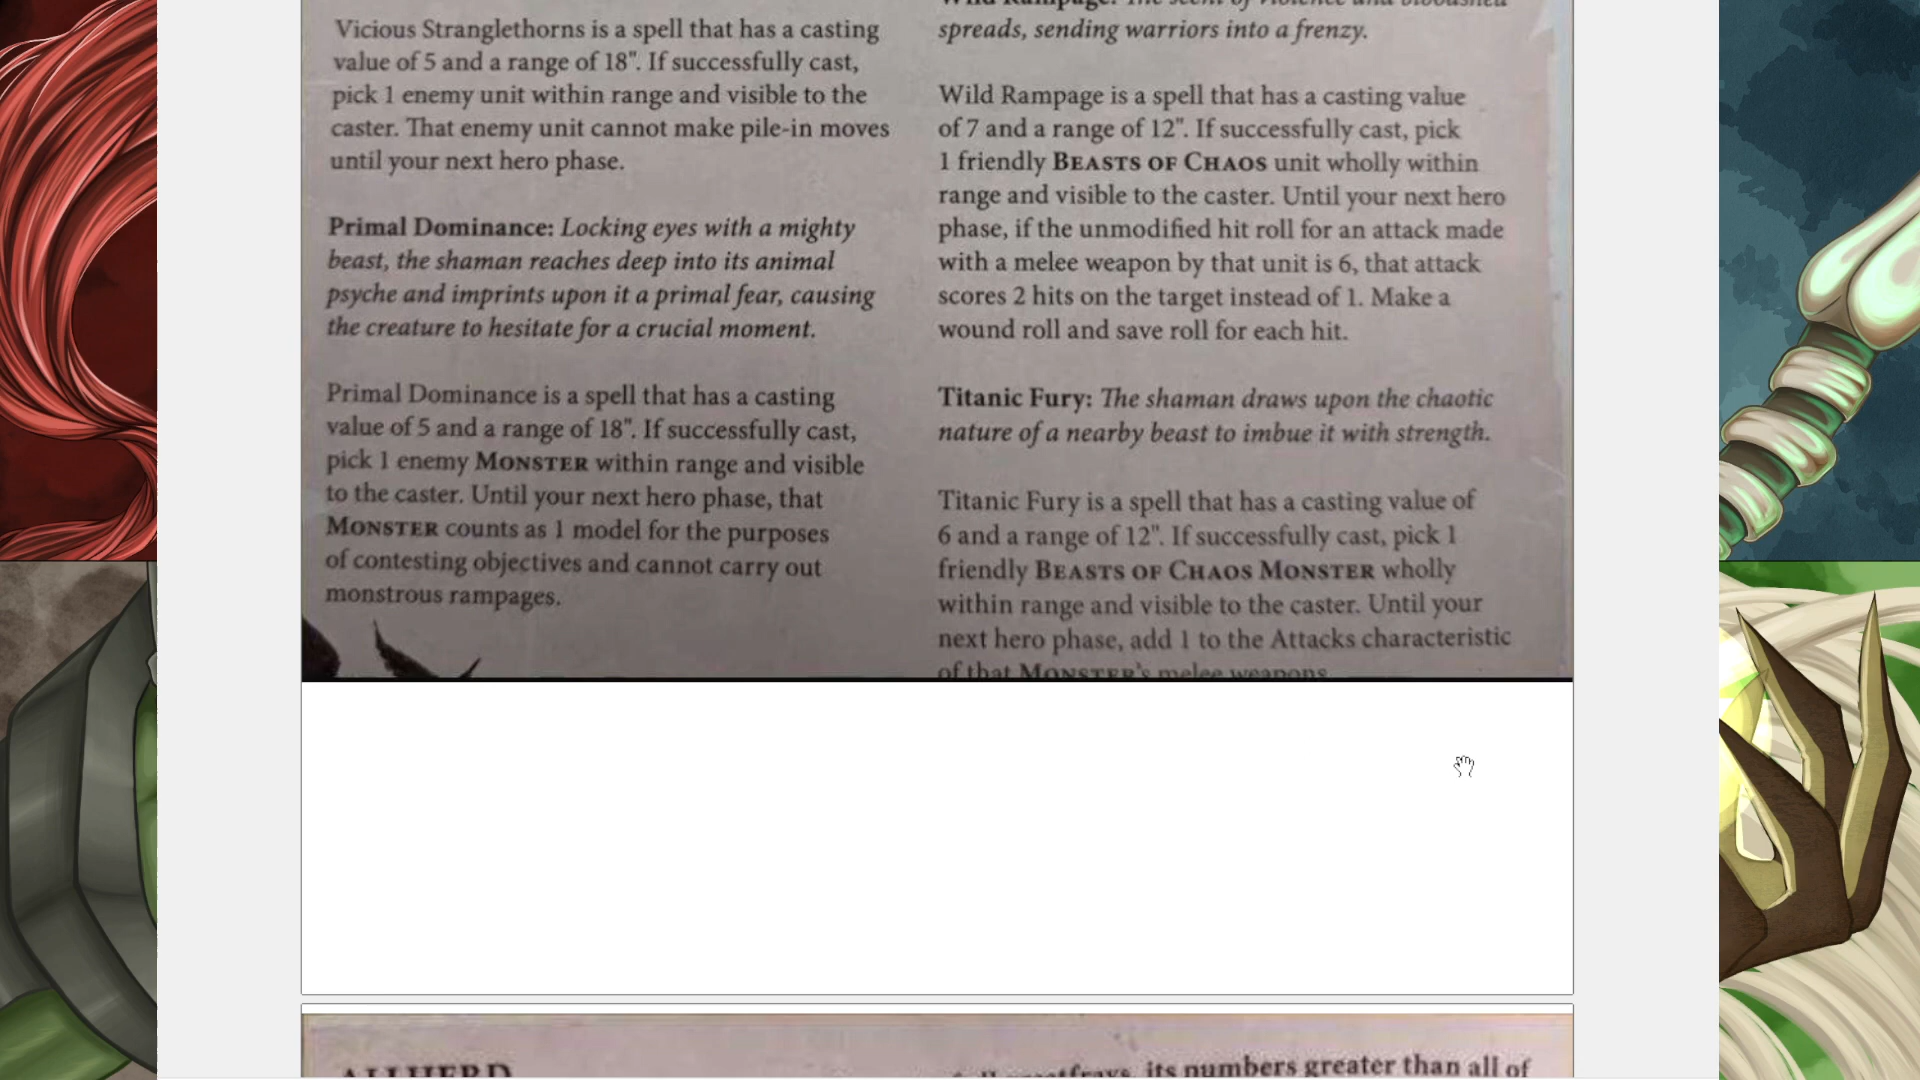 Vicious Stranglethorns is a spell that has a casting
value of 5 and a range of 18". If successfully cast,
pick 1 enemy unit within range and visible to the
caster. That enemy unit cannot make pile-in moves
until your next hero phase.
Primal Dominance: Locking eyes with a mighty
beast, the shaman reaches deep into its animal
psyche and imprints upon it a primal fear, causing
the creature to hesitate for a crucial moment.
Primal Dominance is a spell that has a casting
value of 5 and a range of 18". If successfully cast,
pick 1 enemy MONSTER within range and visible
to the caster. Until your next hero phase, that
MONSTER counts as 1 model for the purposes
of contesting objectives and cannot carry out
monstrous rampages.
Wild Rampage: The scent of violence and bloodshed
spreads, sending warriors into a frenzy.
Wild Rampage is a spell that has a casting value
of 7 and a range of 12". If successfully cast, pick
1 friendly BEASTS OF CHAOS unit wholly within
range and visible to the caster. Until your next hero
phase, if the unmodified hit roll for an attack made
with a melee weapon by that unit is 6, that attack
scores 2 hits on the target instead of 1. Make a
wound roll and save roll for each hit.
Titanic Fury: The shaman draws upon the chaotic
nature of a nearby beast to imbue it with strength.
Titanic Fury is a spell that has a casting value of
6 and a range of 12". If successfully cast, pick 1
friendly BEASTS OF CHAOS MONSTER wholly
within range and visible to the caster. Until your
next hero phase, add 1 to the Attacks characteristic
of that MONSTER's melee weapons.
ALLHERD
its numbers greater than all of